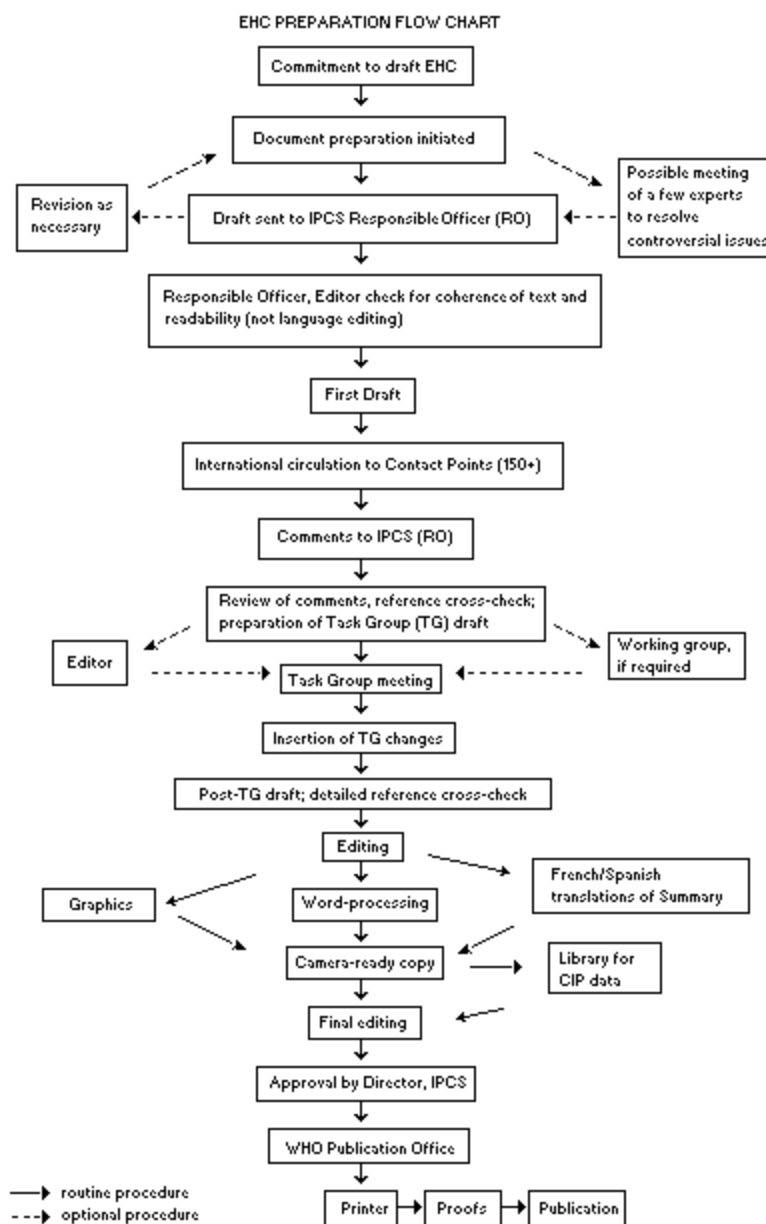 EHC PREPARATION FLOW CHART
Commitment to draft EHC
Document preparation initiated
Possible meeting
of a few experts
to resolve
controversial issues
Revision as
necessary
Draft sent to IPCS Responsible Officer (RO)
Responsible Officer, Editor check for coherence of text and
readability (not language editing)
First Draft
International circulation to Contact Points (150+)
Comments to IPCS (RO)
Review of comments, reference cross-check;
preparation of Task Group (TG) draft
Editor
Working group,
if required
Task Group meeting
Insertion of TG changes
Post-TG draft; detailed reference cross-check
Editing
French/Spanish
translations of Summary
Graphics
Word-processing
Camera-ready copy
Library for
CIP data
Final editing
Approval by Director, IPCS
WHO Publication Office
routine procedure
optional procedure
Printer
Proofs
Publication